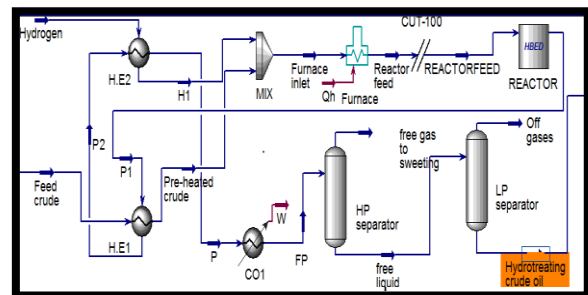 CUT-100
Hydrogen
HBED
H.E2
H1
MIX
Furnace
inlet
Reactor
feed
REACTORFEED
REACTOR
Qh
Furnace
P2
P1
Feed
crude
Pre-heated
crude
H.E1
W
P
CO1
FP
free gas
to
sweeting
HP
separator
free
liquid
Off
gases
LP
separator
Hydrotreating
crude oil